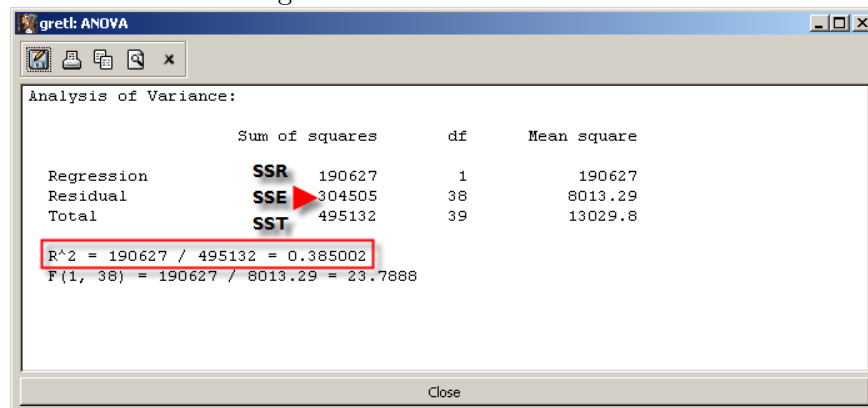 gretl: ANOVA
Analysis of Variance:
Sum of squares df Mean square
Regression SSR 190627 1 190627
Residual SSE 304505 38 8013.29
Total SST 495132 39 13029.8
R^2 = 190627 / 495132 = 0.385002
F(1, 38) = 190627 / 8013.29 = 23.7888
Close